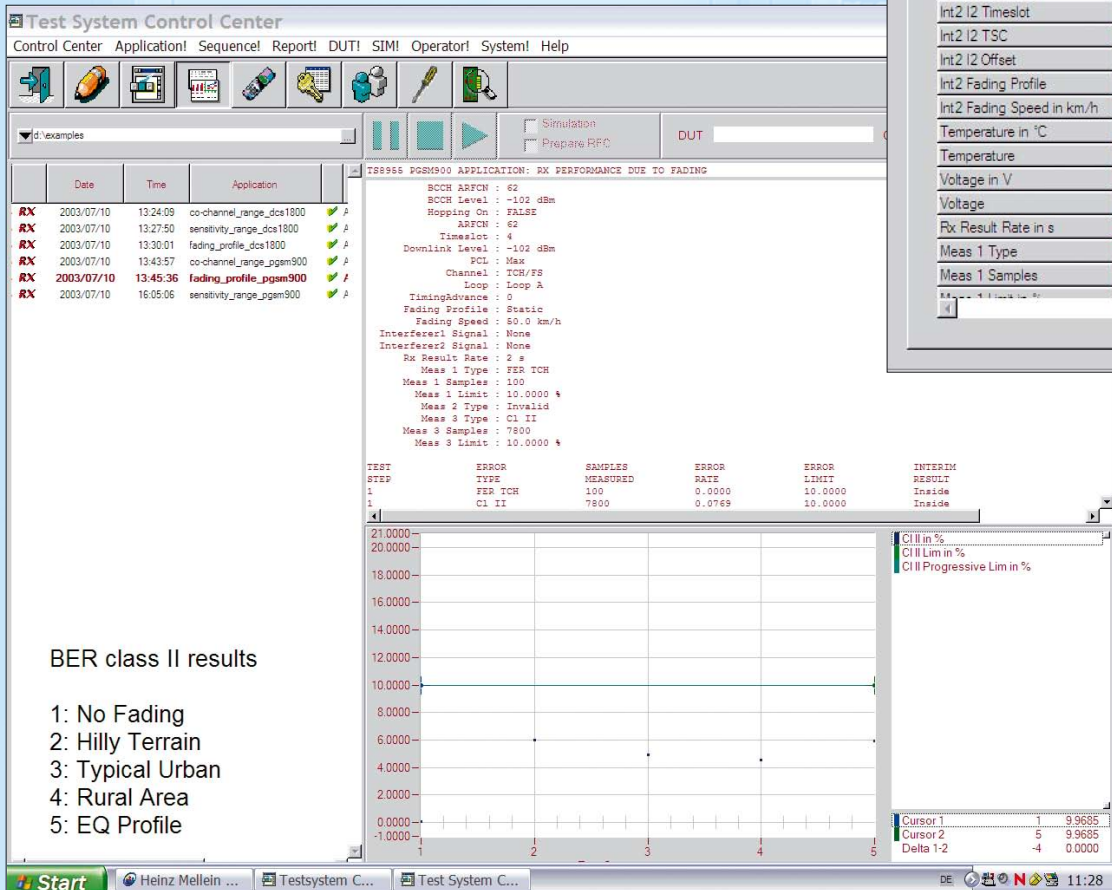 Test System Control Center
Control Center Application! Sequence! Report! DUT! SIM! Operator! System! Help
d:\examples
...
Simulation
Prepare RFC
DUT
Date Time Application
RX 2003/07/10 13:24:09 co-channel_range_dcs1800 A
RX 2003/07/10 13:27:50 sensitivity_range_dcs1800 A
RX 2003/07/10 13:30:01 fading_profile_dcs1800 A
RX 2003/07/10 13:43:57 co-channel_range_pgsm900 A
RX 2003/07/10 13:45:36 fading_profile_pgsm900 A
RX 2003/07/10 16:05:06 sensitivity_range_pgsm900 A
TS8955 PGSM900 APPLICATION: RX PERFORMANCE DUE TO FADING
BCCH ARFCN : 62
BCCH Level : -102 dBm
Hopping On : FALSE
ARFCN : 62
Timeslot : 4
Downlink Level : -102 dBm
PCL : Max
Channel : TCH/FS
Loop : Loop A
TimingAdvance : 0
Fading Profile : Static
Fading Speed : 50.0 km/h
Interferer1 Signal : None
Interferer2 Signal : None
Rx Result Rate : 2 s
Meas 1 Type : FER TCH
Meas 1 Samples : 100
Meas 1 Limit : 10.0000 %
Meas 2 Type : Invalid
Meas 3 Type : Cl II
Meas 3 Samples : 7800
Meas 3 Limit : 10.0000 %
TEST ERROR SAMPLES ERROR ERROR INTERIM
STEP TYPE MEASURED RATE LIMIT RESULT
1 FER TCH 100 0.0000 10.0000 Inside
1 Cl II 7800 0.0769 10.0000 Inside
Int2 I2 Timeslot
Int2 I2 TSC
Int2 I2 Offset
Int2 Fading Profile
Int2 Fading Speed in km/h
Temperature in °C
Temperature
Voltage in V
Voltage
Rx Result Rate in s
Meas 1 Type
Meas 1 Samples
Meas 1 Limit in %
21.0000
20.0000
18.0000
16.0000
14.0000
12.0000
10.0000
8.0000
6.0000
4.0000
2.0000
0.0000
-1.0000
1 2 3 4 5
Cl II in %
Cl II Lim in %
Cl II Progressive Lim in %
Cursor 1 1 9.9685
Cursor 2 5 9.9685
Delta 1-2 -4 0.0000
BER class II results
1: No Fading
2: Hilly Terrain
3: Typical Urban
4: Rural Area
5: EQ Profile
Start Heinz Mellein ... Testsystem C... Test System C... DE N 11:28